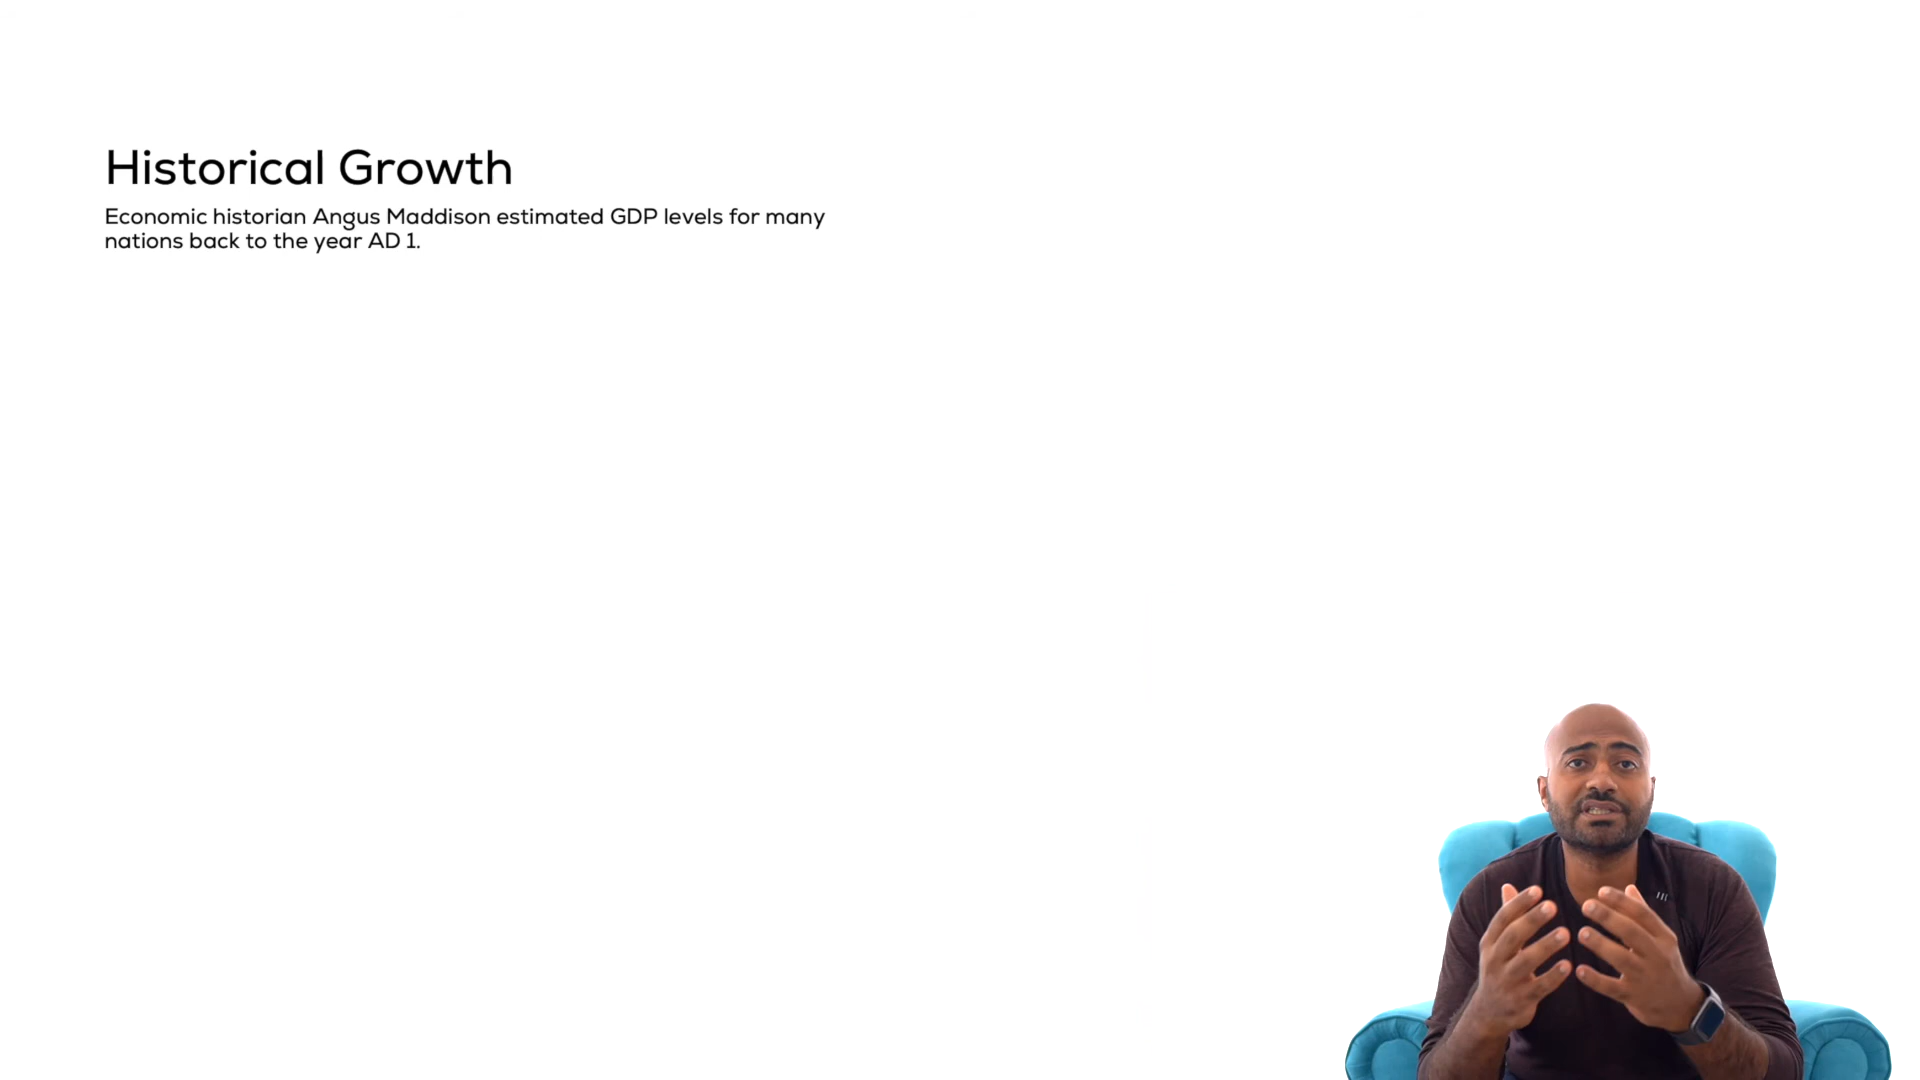 Historical Growth
Economic historian Angus Maddison estimated GDP levels for many
nations back to the year AD 1.